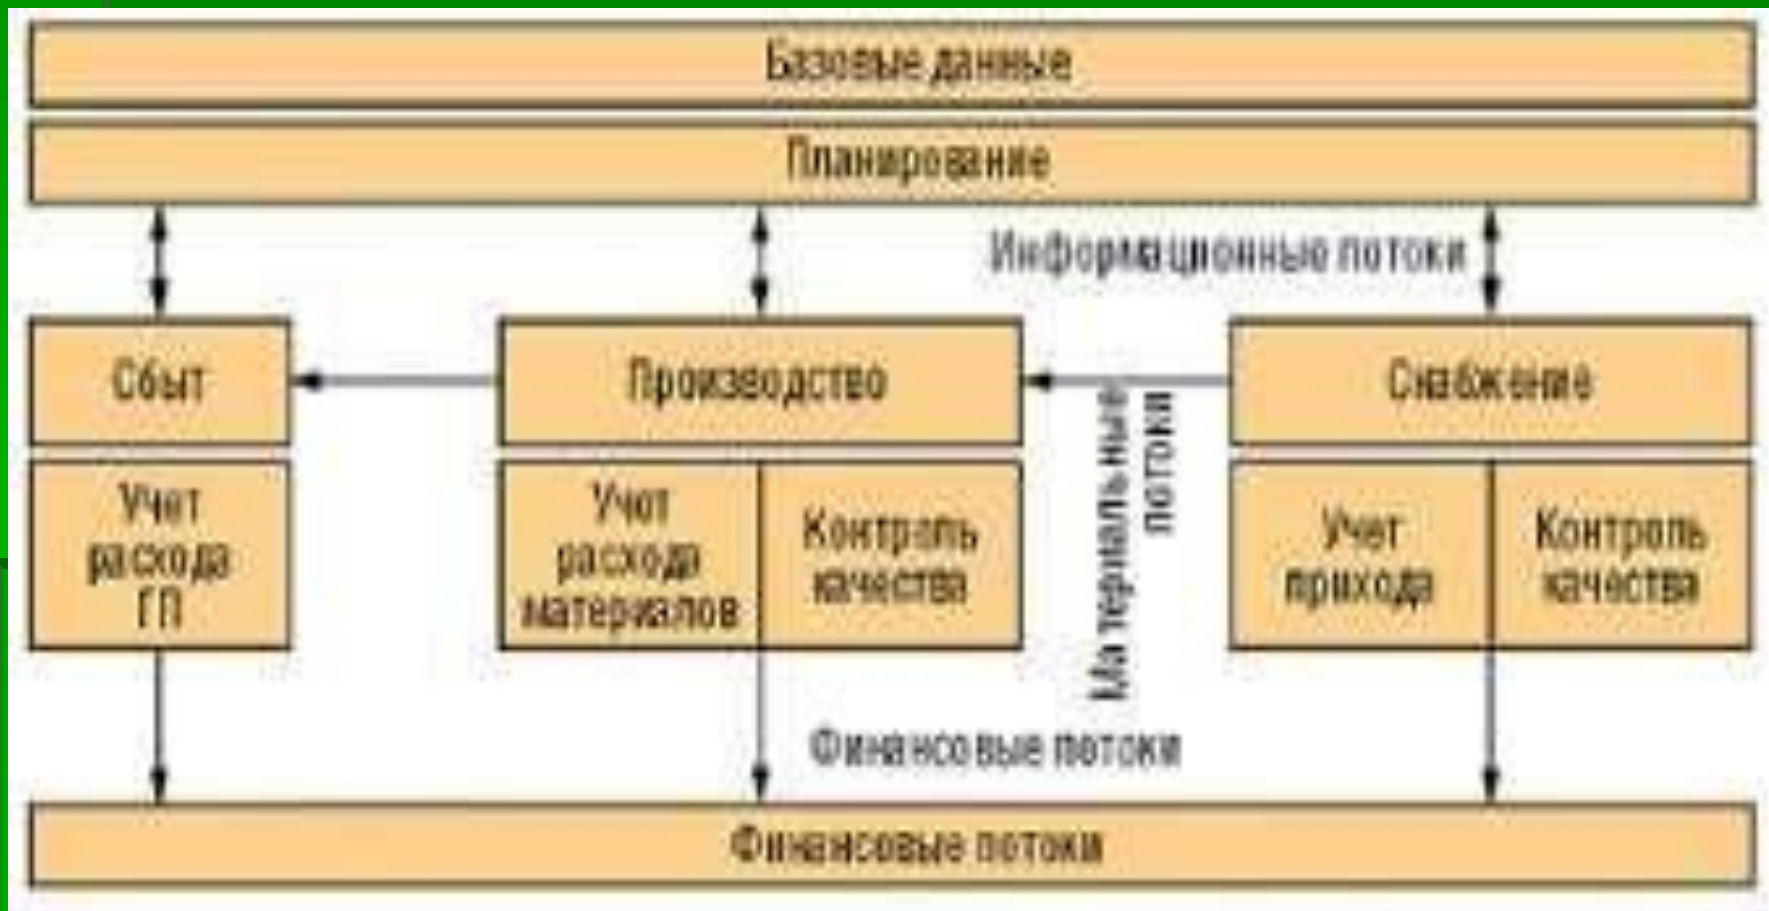 Базовые данные
Планирование
Информационные потоки
Сбыт
Производство
Снабжение
Материальные
потоки
Учет
расхода
ГП
Учет
расхода
материалов
Контроль
качества
Учет
прихода
Контроль
качества
Финансовые потоки
Финансовые потоки